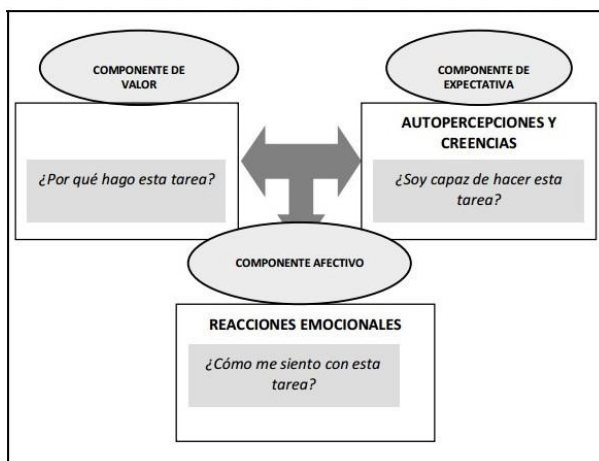 COMPONENTE DE
VALOR
¿Por qué hago esta tarea?
COMPONENTE DE
EXPECTATIVA
AUTOPERCEPCIONES Y
CREENCIAS
¿Soy capaz de hacer esta
tarea?
COMPONENTE AFECTIVO
REACCIONES EMOCIONALES
¿Cómo me siento con esta
tarea?